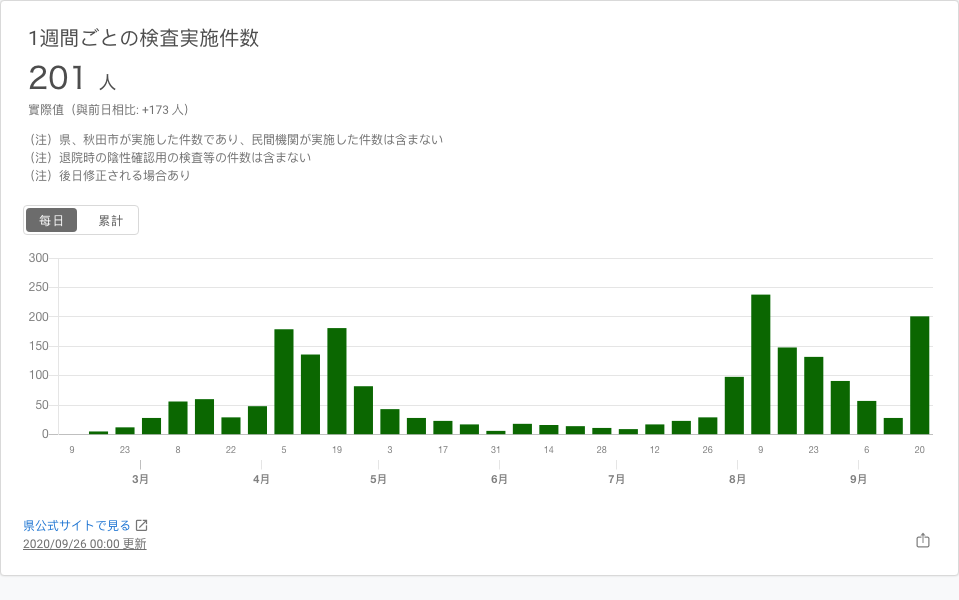 1週間ごとの検査実施件数
201 人
實際值（與前日相比: +173 人）
（注）県、秋田市が実施した件数であり、民間機関が実施した件数は含まない
（注）退院時の陰性確認用の検査等の件数は含まない
（注）後日修正される場合あり
每日 累計
300
250
200
150
100
50
0
9 23 8 22 5 19 3 17 31 14 28 12 26 9 23 6 20
3月 4月 5月 6月 7月 8月 9月
県公式サイトで見る
2020/09/26 00:00 更新